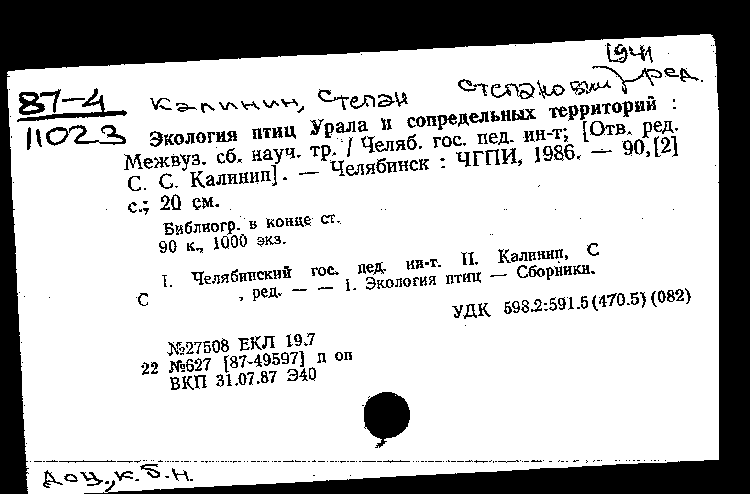 1941
87-4 Калинин, Степан Степанович, ред.
11023
Экология птиц Урала и сопредельных территорий :
Межвуз. сб. науч. тр. / Челяб. гос. пед. ин-т; [Отв. ред.
С. С. Калинин]. — Челябинск : ЧГПИ, 1986. — 90,[2]
с.; 20 см.
Библиогр. в конце ст.
90 к., 1000 экз.
I. Челябинский гос. пед. ин-т. II. Калинин, С
С , ред. — — 1. Экология птиц — Сборники.
УДК 598.2:591.5(470.5)(082)
№27508 ЕКЛ 19.7
22 №627 [87-49597] п оп
ВКП 31.07.87 Э40
доц., к.б.н.